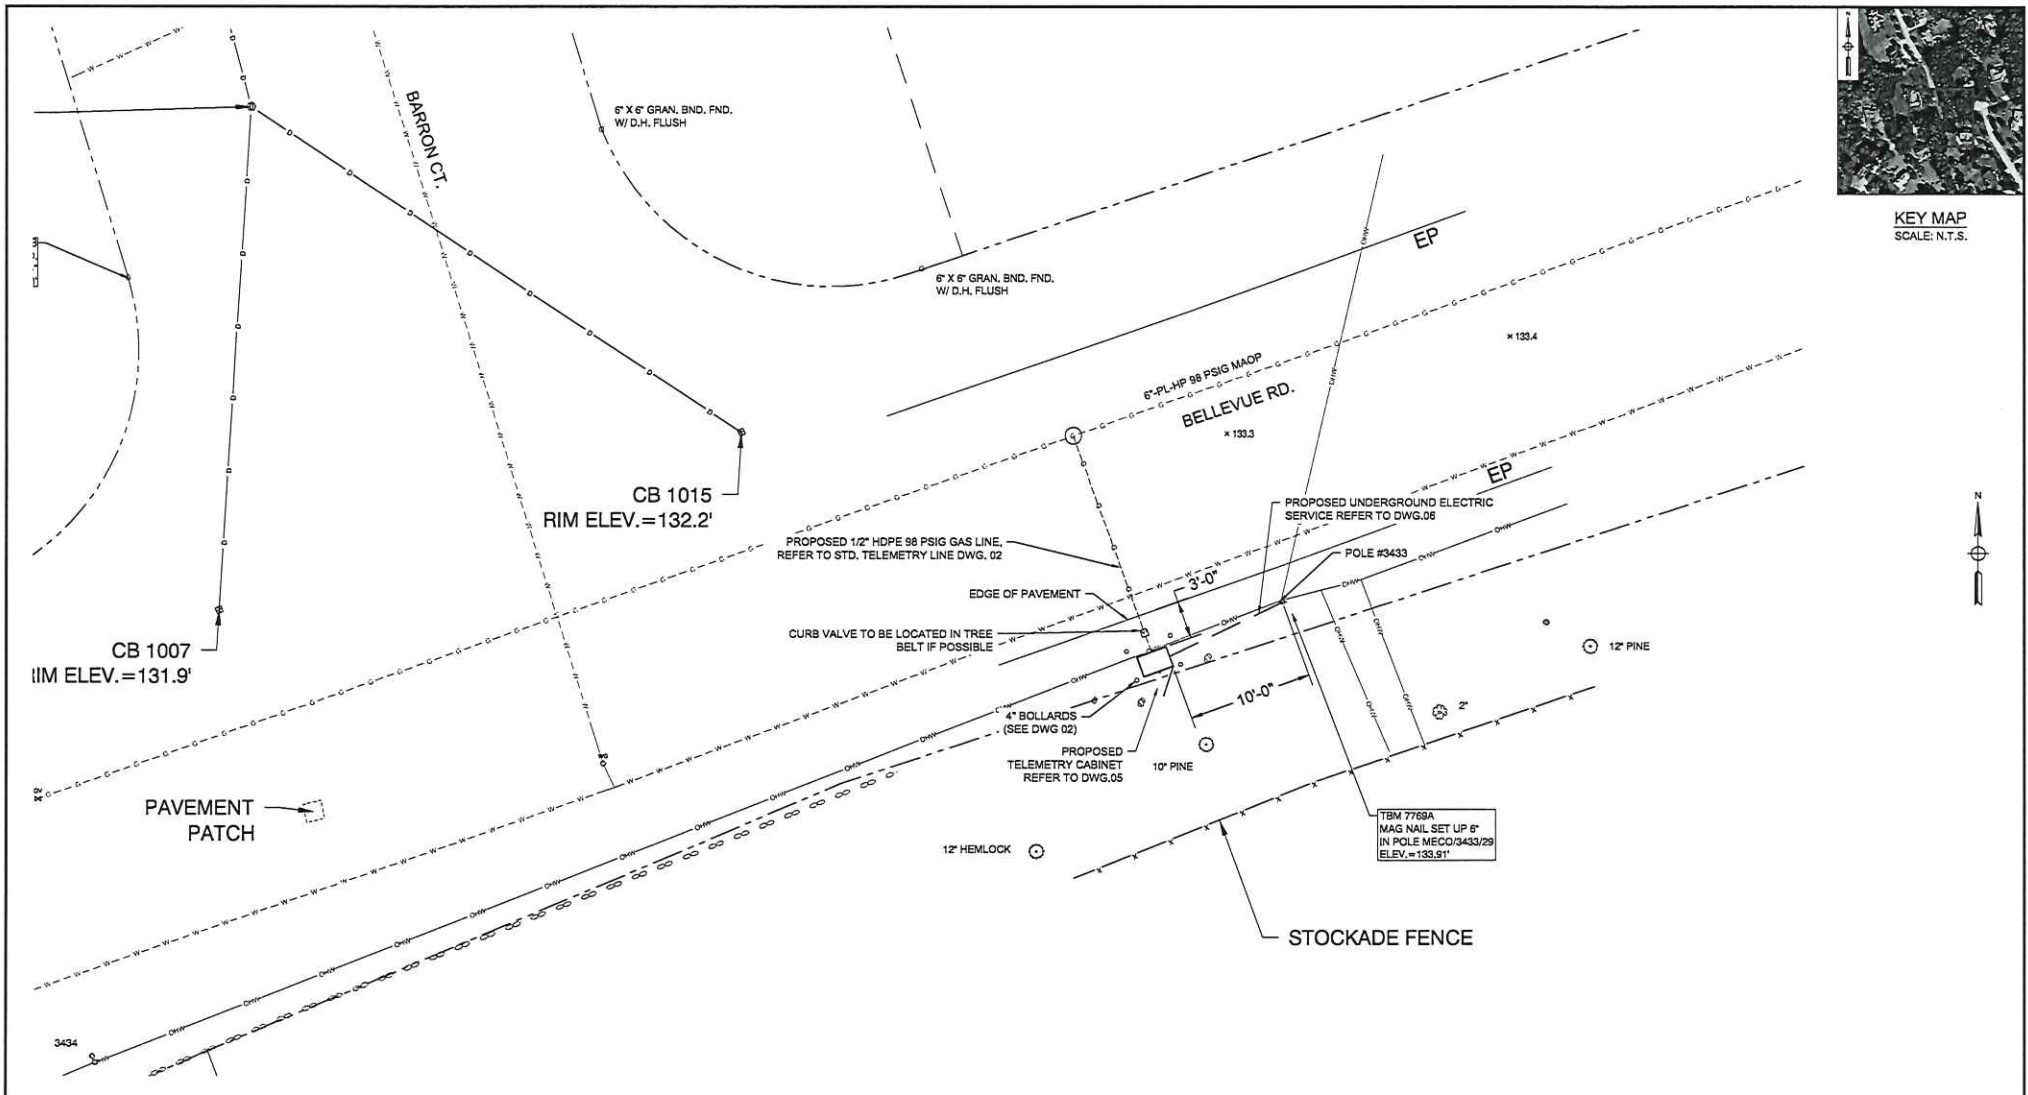 N
KEY MAP
SCALE: N.T.S.
BARRON CT.
6" X 6" GRAN. BND. FND.
W/ D.H. FLUSH
6" X 6" GRAN. BND. FND.
W/ D.H. FLUSH
EP
× 133.4
6"-PL-HP 98 PSIG MAOP
BELLEVUE RD.
× 133.3
EP
CB 1015
RIM ELEV.=132.2'
PROPOSED UNDERGROUND ELECTRIC
SERVICE REFER TO DWG.06
N
PROPOSED 1/2" HDPE 98 PSIG GAS LINE,
REFER TO STD. TELEMETRY LINE DWG. 02
POLE #3433
3'-0"
EDGE OF PAVEMENT
CURB VALVE TO BE LOCATED IN TREE
BELT IF POSSIBLE
CB 1007
IM ELEV.=131.9'
12" PINE
10'-0"
2"
4" BOLLARDS
(SEE DWG 02)
PROPOSED
TELEMETRY CABINET
REFER TO DWG.05
10" PINE
PAVEMENT
PATCH
TBM 7769A
MAG NAIL SET UP 6"
IN POLE MECO/3433/29
ELEV.=133.91'
12" HEMLOCK
STOCKADE FENCE
3434